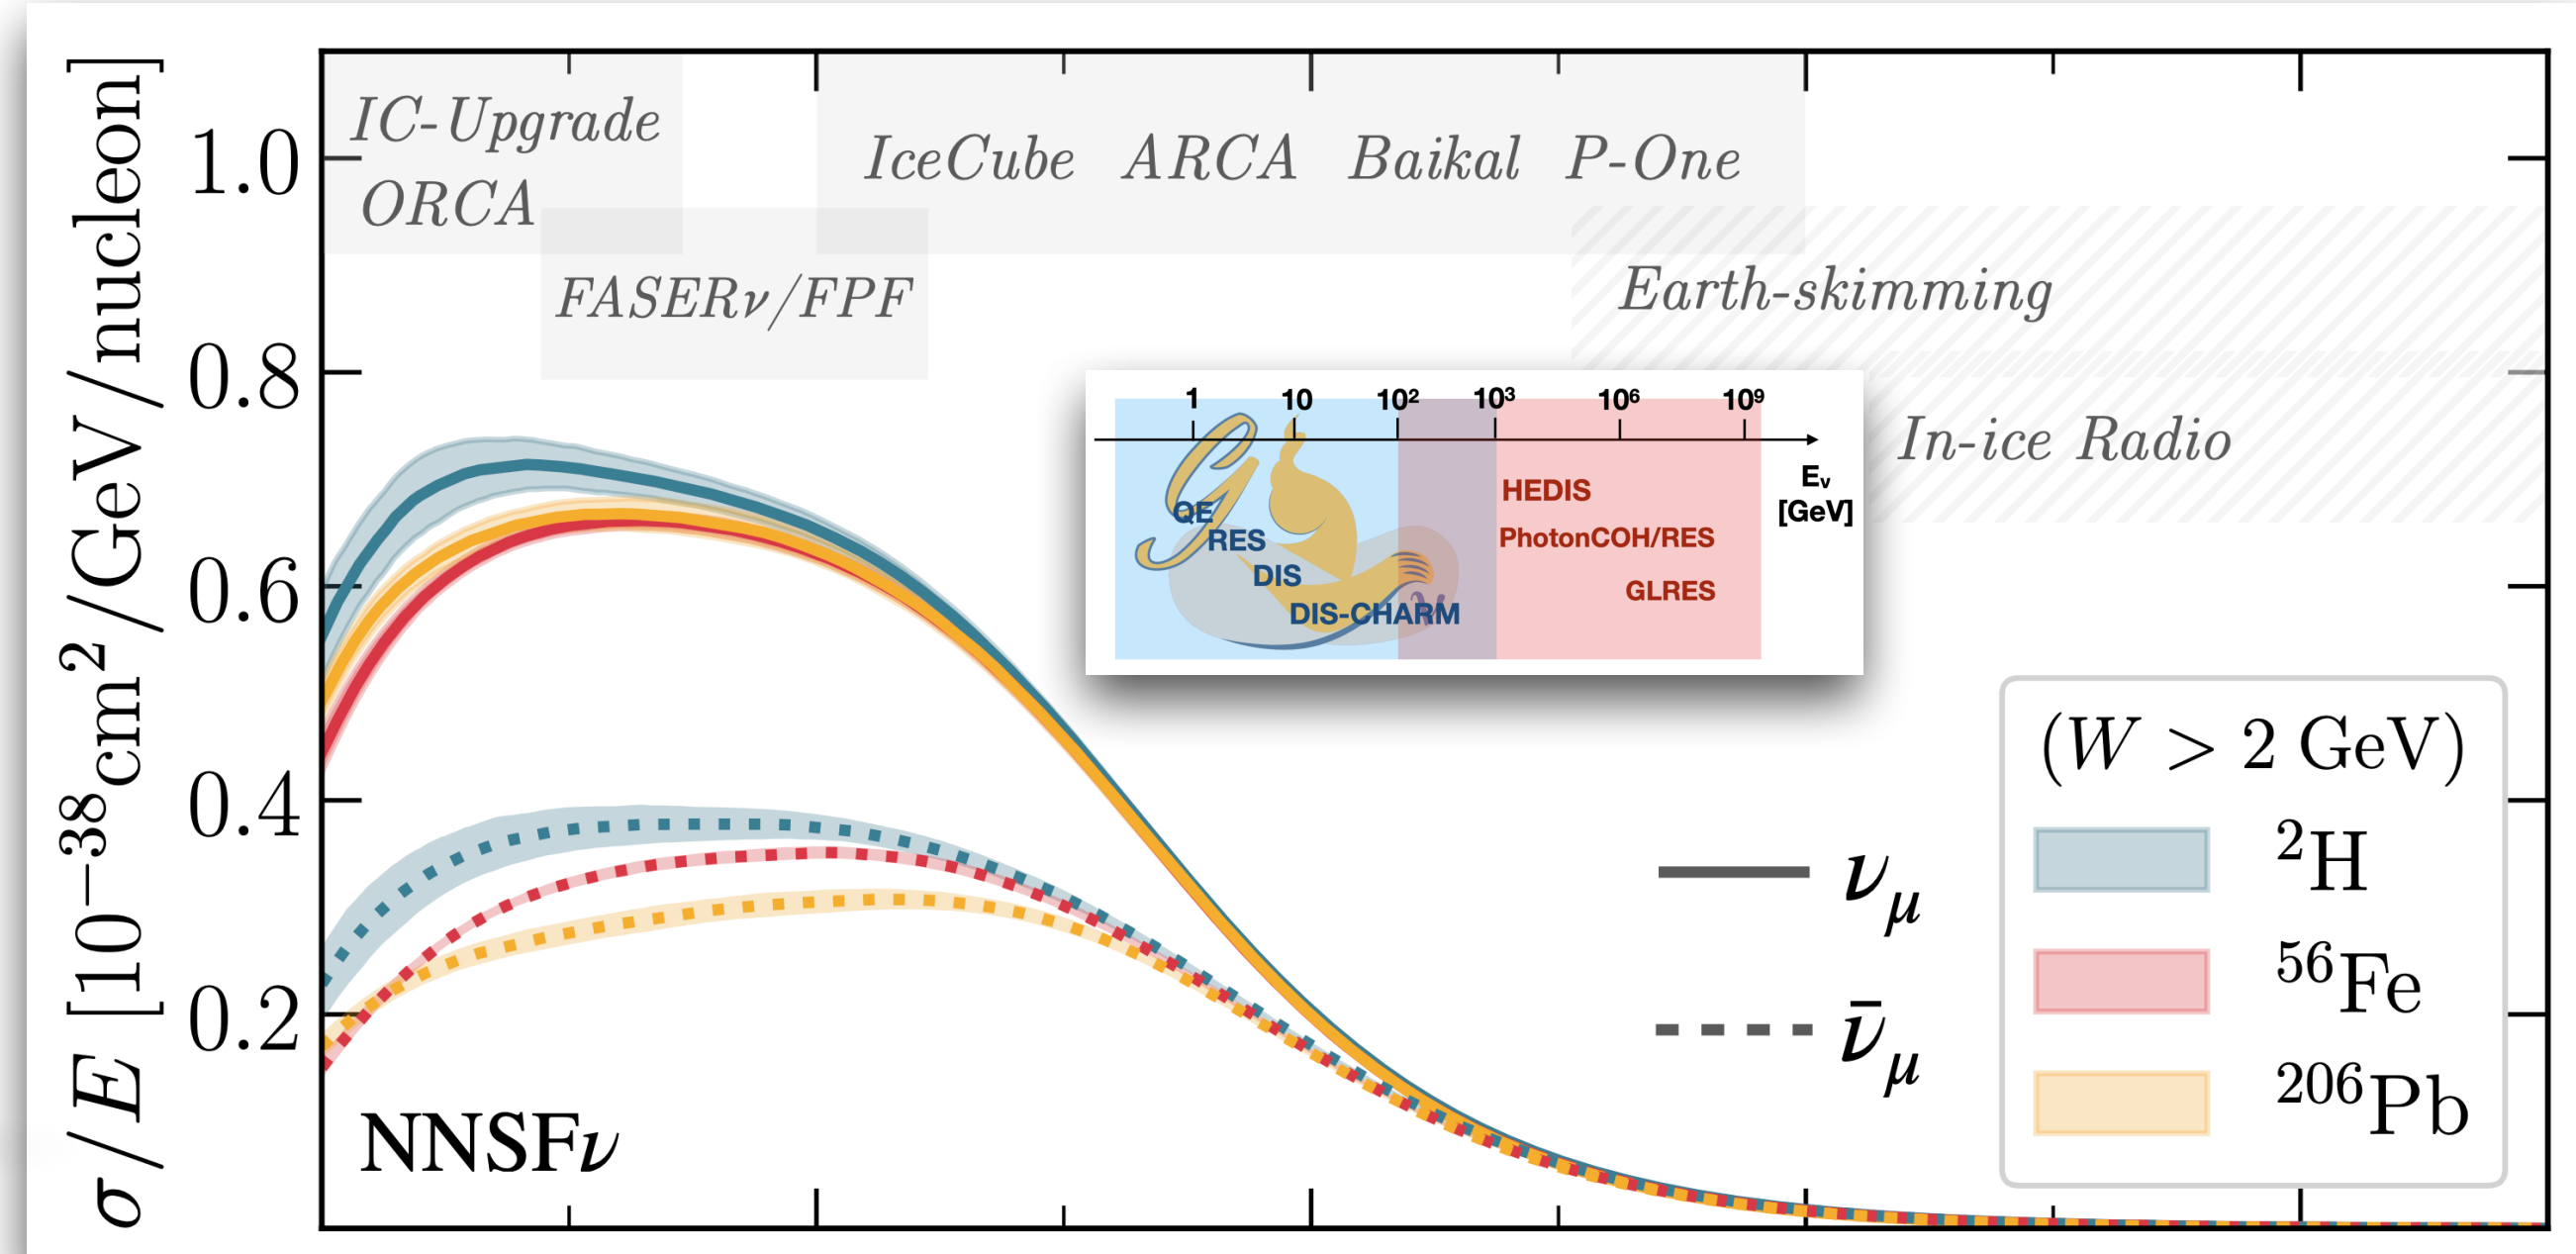 σ/E [10⁻³⁸cm²/GeV/nucleon]
1.0
0.8
0.6
0.4
0.2
IC-Upgrade
ORCA
FASERν/FPF
IceCube ARCA Baikal P-One
Earth-skimming
In-ice Radio
1 10 10² 10³ 10⁶ 10⁹
Eᵥ
[GeV]
QE
RES
DIS
DIS-CHARM
HEDIS
PhotonCOH/RES
GLRES
NNSFν
ν_μ
ν̄_μ
(W > 2 GeV)
²H
⁵⁶Fe
²⁰⁶Pb